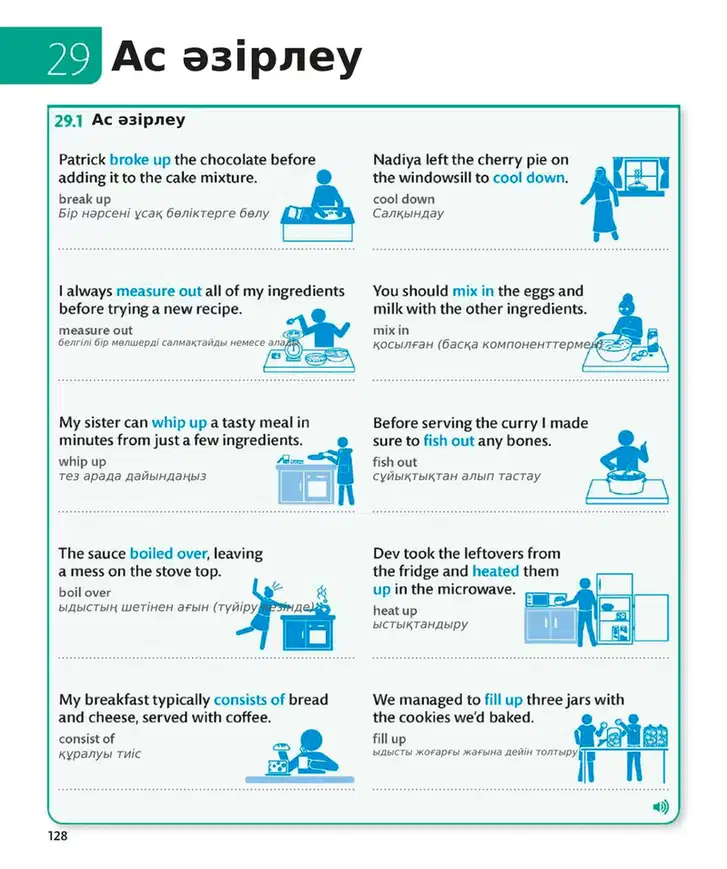 29 Ас әзірлеу
29.1 Ас әзірлеу
Patrick broke up the chocolate before
adding it to the cake mixture.
break up
Бір нәрсені ұсақ бөліктерге бөлу
Nadiya left the cherry pie on
the windowsill to cool down.
cool down
Салқындау
I always measure out all of my ingredients
before trying a new recipe.
measure out
белгілі бір мөлшерді салмақтайды немесе алады
You should mix in the eggs and
milk with the other ingredients.
mix in
қосылған (басқа компоненттермен)
My sister can whip up a tasty meal in
minutes from just a few ingredients.
whip up
тез арада дайындаңыз
Before serving the curry I made
sure to fish out any bones.
fish out
сұйықтықтан алып тастау
The sauce boiled over, leaving
a mess on the stove top.
boil over
ыдыстың шетінен ағын (түйіру кезінде)
Dev took the leftovers from
the fridge and heated them
up in the microwave.
heat up
ыстықтандыру
My breakfast typically consists of bread
and cheese, served with coffee.
consist of
құралуы тиіс
We managed to fill up three jars with
the cookies we'd baked.
fill up
ыдысты жоғарғы жағына дейін толтыру
128